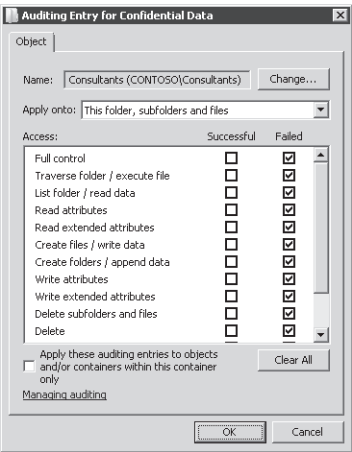 Auditing Entry for Confidential Data
Object
Name: Consultants (CONTOSO\Consultants) Change...
Apply onto: This folder, subfolders and files
Access: Successful Failed
Full control
Traverse folder / execute file
List folder / read data
Read attributes
Read extended attributes
Create files / write data
Create folders / append data
Write attributes
Write extended attributes
Delete subfolders and files
Delete
Apply these auditing entries to objects
and/or containers within this container
only
Clear All
Managing auditing
OK Cancel